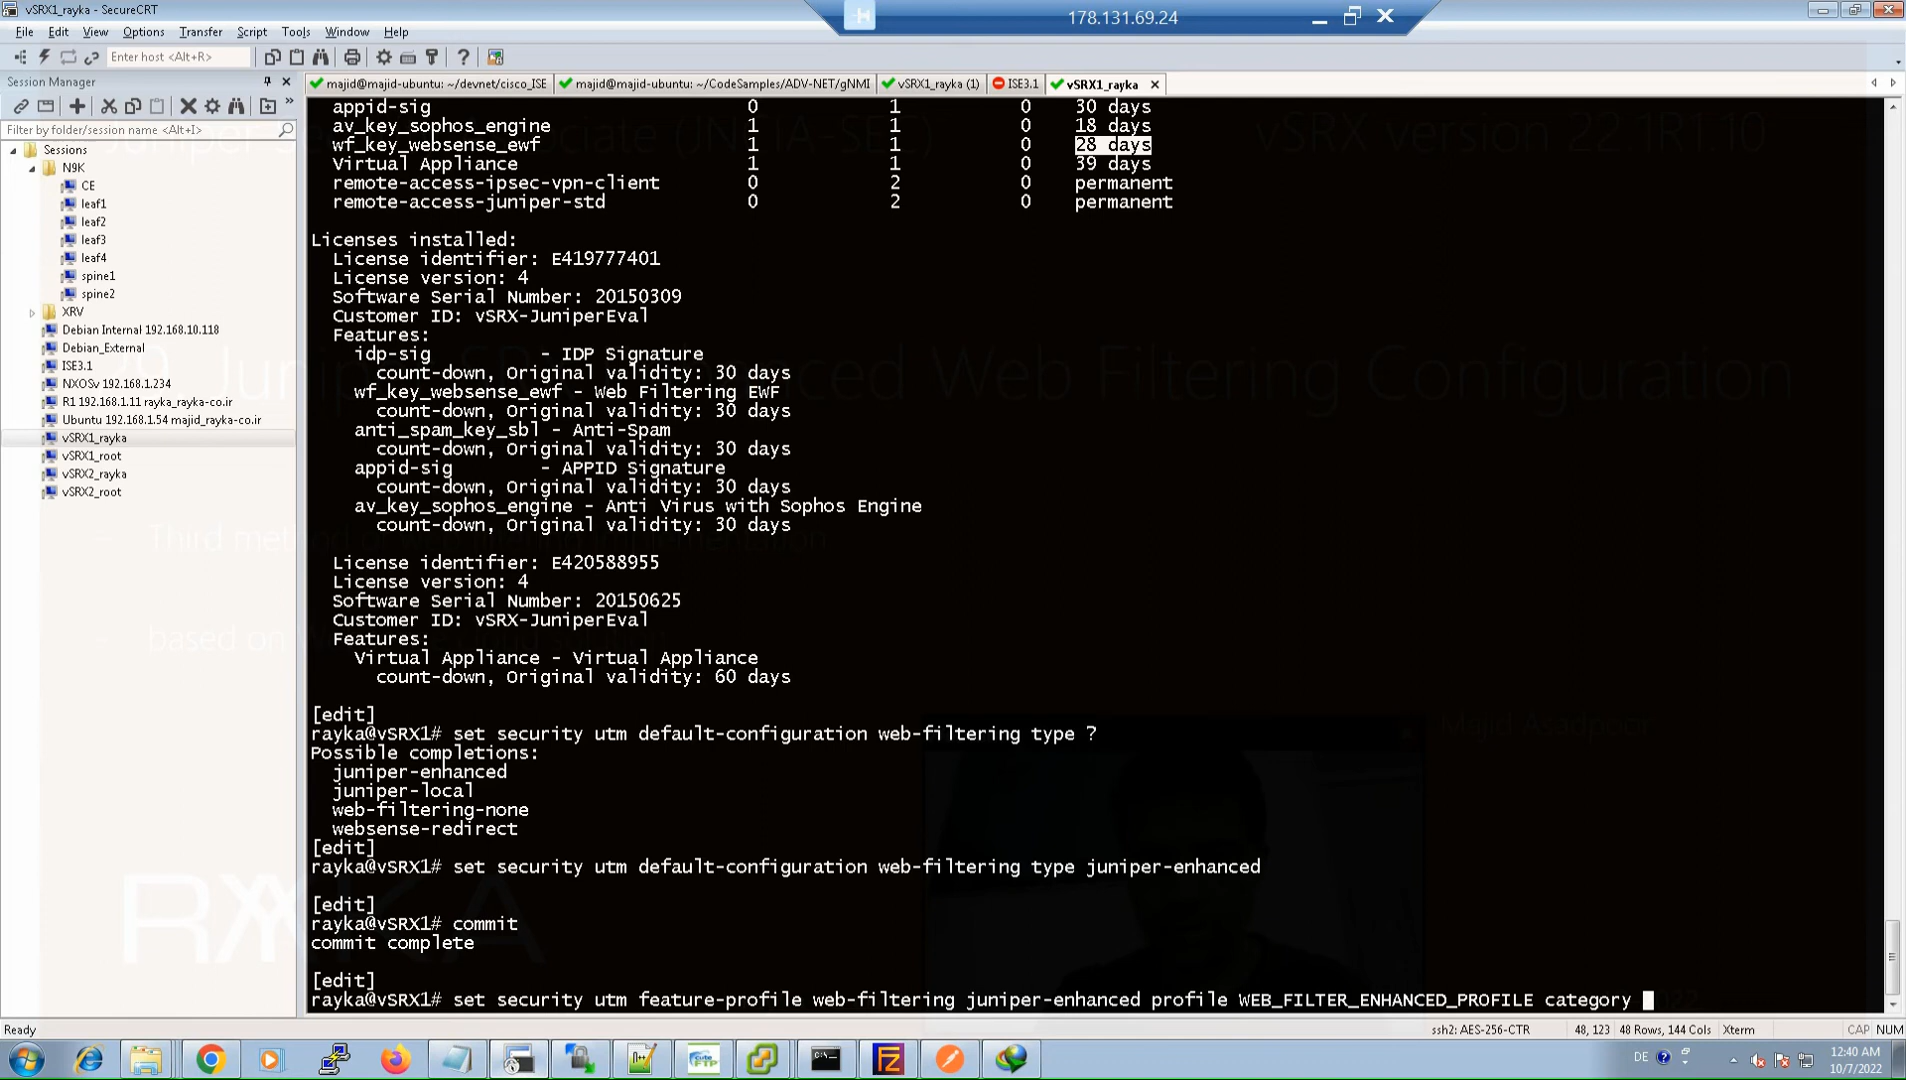 vSRX1_rayka - SecureCRT
178.131.69.24
File Edit View Options Transfer Script Tools Window Help
Enter host <Alt+R>
Session Manager
majid@majid-ubuntu: ~/devnet/cisco_ISE
majid@majid-ubuntu: ~/CodeSamples/ADV-NET/gNMI
vSRX1_rayka (1)
ISE3.1
vSRX1_rayka
Filter by folder/session name <Alt+I>
Sessions
N9K
CE
leaf1
leaf2
leaf3
leaf4
spine1
spine2
XRV
Debian Internal 192.168.10.118
Debian_External
ISE3.1
NXOSv 192.168.1.234
R1 192.168.1.11 rayka_rayka-co.ir
Ubuntu 192.168.1.54 majid_rayka-co.ir
vSRX1_rayka
vSRX1_root
vSRX2_rayka
vSRX2_root
appid-sig 0 1 0 30 days
av_key_sophos_engine 1 1 0 18 days
wf_key_websense_ewf 1 1 0 28 days
Virtual Appliance 1 1 0 39 days
remote-access-ipsec-vpn-client 0 2 0 permanent
remote-access-juniper-std 0 2 0 permanent
Licenses installed:
License identifier: E419777401
License version: 4
Software Serial Number: 20150309
Customer ID: vSRX-JuniperEval
Features:
idp-sig - IDP Signature
count-down, Original validity: 30 days
wf_key_websense_ewf - Web Filtering EWF
count-down, Original validity: 30 days
anti_spam_key_sbl - Anti-Spam
count-down, Original validity: 30 days
appid-sig - APPID Signature
count-down, Original validity: 30 days
av_key_sophos_engine - Anti Virus with Sophos Engine
count-down, Original validity: 30 days
License identifier: E420588955
License version: 4
Software Serial Number: 20150625
Customer ID: vSRX-JuniperEval
Features:
Virtual Appliance - Virtual Appliance
count-down, Original validity: 60 days
[edit]
rayka@vSRX1# set security utm default-configuration web-filtering type ?
Possible completions:
juniper-enhanced
juniper-local
web-filtering-none
websense-redirect
[edit]
rayka@vSRX1# set security utm default-configuration web-filtering type juniper-enhanced
[edit]
rayka@vSRX1# commit
commit complete
[edit]
rayka@vSRX1# set security utm feature-profile web-filtering juniper-enhanced profile WEB_FILTER_ENHANCED_PROFILE category
vSRX version 22.1R1.10
Web Filtering Configuration
Third
based on
Majid Asadpoor
Ready
ssh2: AES-256-CTR
48, 123
48 Rows, 144 Cols
Xterm
CAP NUM
DE
12:40 AM
10/7/2022